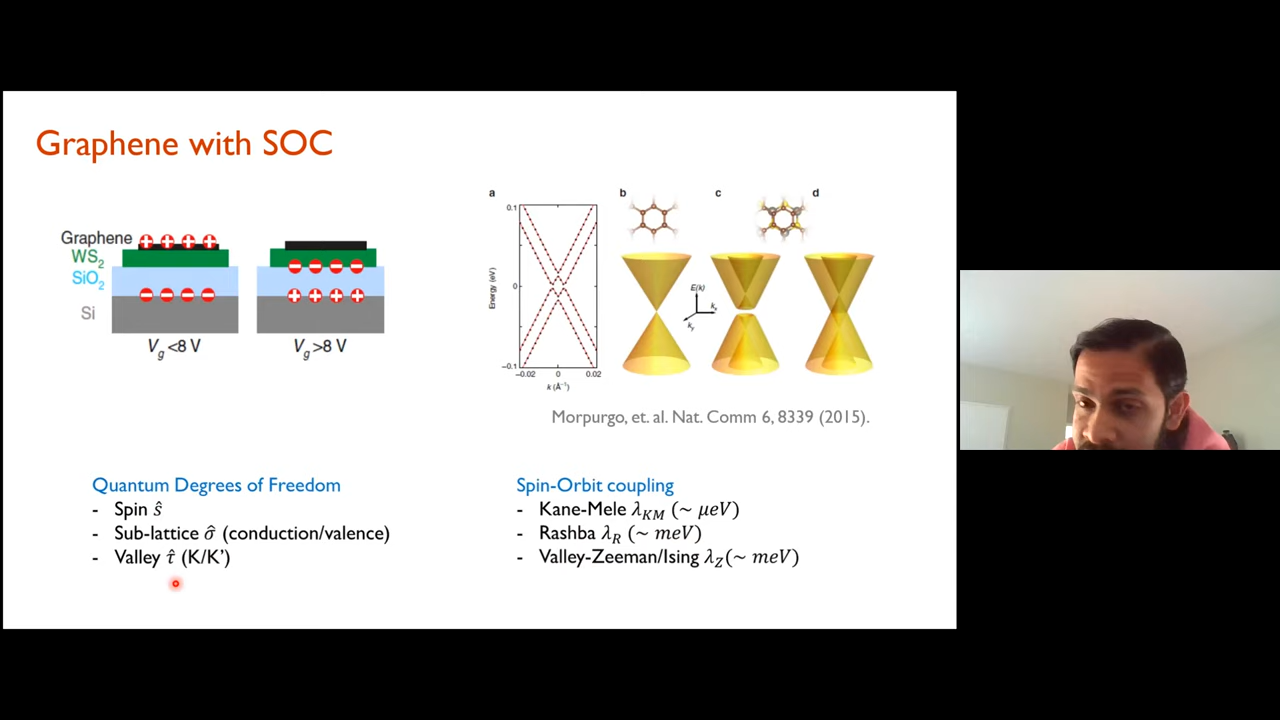 Graphene with SOC
Graphene
WS2
SiO2
Si
Vg <8 V
Vg >8 V
a
b
c
d
0.1
0
−0.1
Energy (eV)
−0.02
0
0.02
k (Å⁻¹)
E(k)
kx
ky
Morpurgo, et. al. Nat. Comm 6, 8339 (2015).
Quantum Degrees of Freedom
- Spin ŝ
- Sub-lattice σ̂ (conduction/valence)
- Valley τ̂ (K/K')
Spin-Orbit coupling
- Kane-Mele λKM (~ μeV)
- Rashba λR (~ meV)
- Valley-Zeeman/Ising λZ(~ meV)